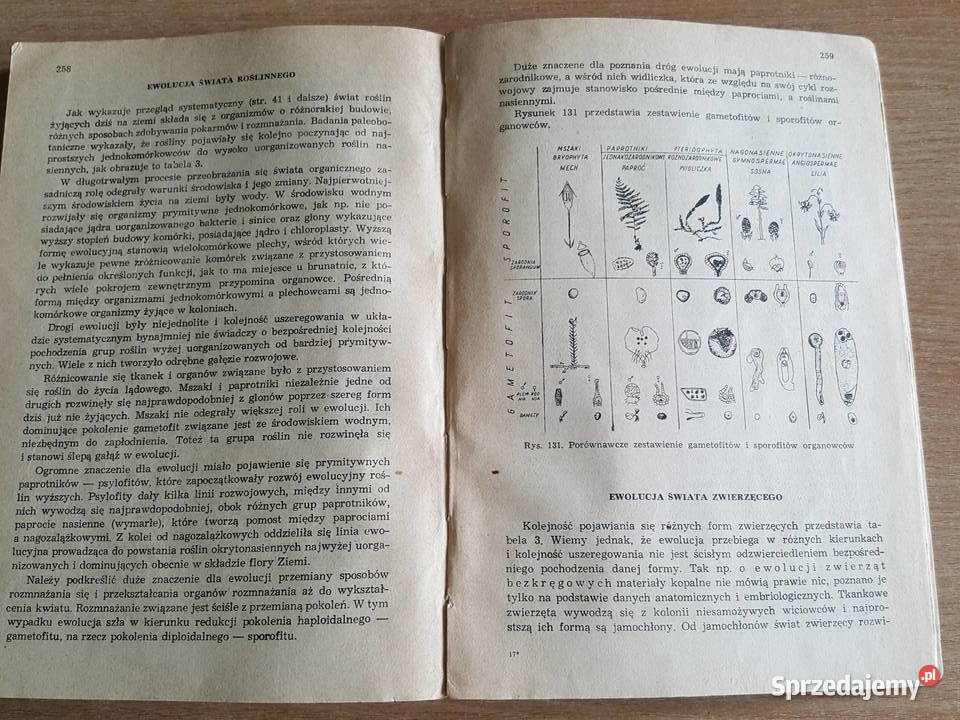 258
EWOLUCJA ŚWIATA ROŚLINNEGO
Jak wykazuje przegląd systematyczny (str. 41 i dalsze) świat roślin
żyjących dziś na ziemi składa się z organizmów o różnorakiej budowie,
różnych sposobach zdobywania pokarmów i rozmnażania. Badania paleobo-
taniczne wykazały, że rośliny pojawiały się kolejno poczynając od naj-
prostszych jednokomórkowców do wysoko uorganizowanych roślin na-
siennych, jak obrazuje to tabela 3.
W długotrwałym procesie przeobrażania się świata organicznego za-
sadniczą rolę odegrały warunki środowiska i jego zmiany. Najpierwotniej-
szym środowiskiem życia na ziemi były wody. W środowisku wodnym
rozwijały się organizmy prymitywne jednokomórkowe, jak np. nie po-
siadające jądra uorganizowanego bakterie i sinice oraz glony wykazujące
wyższy stopień budowy komórki, posiadające jądro i chloroplasty. Wyższą
formę ewolucyjną stanowią wielokomórkowe plechy, wśród których wie-
le wykazuje pewne zróżnicowanie komórek związane z przystosowaniem
do pełnienia określonych funkcji, jak to ma miejsce u brunatnic, z któ-
rych wiele pokrojem zewnętrznym przypomina organowce. Pośrednią
formą między organizmami jednokomórkowymi a plechowcami są jedno-
komórkowe organizmy żyjące w koloniach.
Drogi ewolucji były niejednolite i kolejność uszeregowania w ukła-
dzie systematycznym bynajmniej nie świadczy o bezpośredniej kolejności
pochodzenia grup roślin wyżej uorganizowanych od bardziej prymityw-
nych. Wiele z nich tworzyło odrębne gałęzie rozwojowe.
Różnicowanie się tkanek i organów związane było z przystosowaniem
się roślin do życia lądowego. Mszaki i paprotniki niezależnie jedne od
drugich rozwinęły się najprawdopodobniej z glonów poprzez szereg form
dziś już nie żyjących. Mszaki nie odegrały większej roli w ewolucji. Ich
dominujące pokolenie gametofit związane jest ze środowiskiem wodnym,
niezbędnym do zapłodnienia. Toteż ta grupa roślin nie rozwinęła się
i stanowi ślepą gałąź w ewolucji.
Ogromne znaczenie dla ewolucji miało pojawienie się prymitywnych
paprotników — psylofitów, które zapoczątkowały rozwój ewolucyjny roś-
lin wyższych. Psylofity dały kilka linii rozwojowych, między innymi od
nich wywodzą się najprawdopodobniej, obok różnych grup paprotników,
paprocie nasienne (wymarłe), które tworzą pomost między paprociami
a nagozalążkowymi. Z kolei od nagozalążkowych oddzieliła się linia ewo-
lucyjna prowadząca do powstania roślin okrytonasiennych najwyżej uorga-
nizowanych i dominujących obecnie w składzie flory Ziemi.
Należy podkreślić duże znaczenie dla ewolucji przemiany sposobów
rozmnażania się i przekształcania organów rozmnażania aż do wykształ-
cenia kwiatu. Rozmnażanie związane jest ściśle z przemianą pokoleń. W tym
wypadku ewolucja szła w kierunku redukcji pokolenia haploidalnego —
gametofitu, na rzecz pokolenia diploidalnego — sporofitu.
259
Duże znaczene dla poznania dróg ewolucji mają paprotniki — różno-
zarodnikowe, a wśród nich widliczka, która ze względu na swój cykl roz-
wojowy zajmuje stanowisko pośrednie między paprociami, a roślinami
nasiennymi.
Rysunek 131 przedstawia zestawienie gametofitów i sporofitów or-
ganowców.
MSZAKI PAPROTNIKI PTERIDOPHYTA NAGONASIENNE OKRYTONASIENNE
BRYOPHYTA JEDNAKOZARODNIKOWE RÓŻNOZARODNIKOWE GYMNOSPERMAE ANGIOSPERMAE
MECH PAPROĆ WIDLICZKA SOSNA LILIA
SPOROFIT
ZARODNIA
SPORANGIUM
GAMETOFIT
ZARODNIK
SPORA
♂ ♀
PLEM- ROD-
NIA NIA
GAMETY
Rys. 131. Porównawcze zestawienie gametofitów i sporofitów organowców
EWOLUCJA ŚWIATA ZWIERZĘCEGO
Kolejność pojawiania się różnych form zwierzęcych przedstawia ta-
bela 3. Wiemy jednak, że ewolucja przebiega w różnych kierunkach
i kolejność uszeregowania nie jest ścisłym odzwierciedleniem bezpośred-
niego pochodzenia danej formy. Tak np. o ewolucji zwierząt
bezkręgowych materiały kopalne nie mówią prawie nic, poznano je
tylko na podstawie danych anatomicznych i embriologicznych. Tkankowe
zwierzęta wywodzą się z kolonii niesamożywych wiciowców i najpro-
stszą ich formą są jamochłony. Od jamochłonów świat zwierzęcy rozwi-
17*
Sprzedajemy.pl